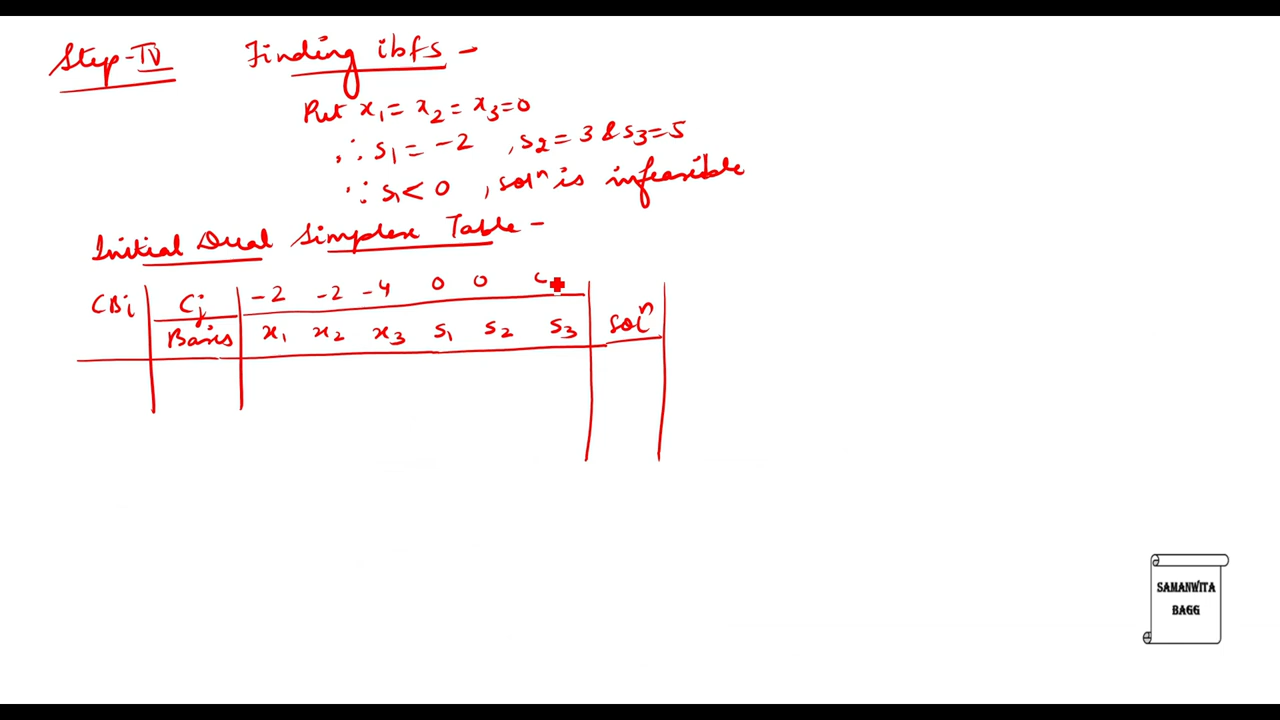 Step-IV Finding ibfs -
Put x₁ = x₂ = x₃ = 0
∴ s₁ = -2 , s₂ = 3 & s₃ = 5
∵ s₁ < 0 , solⁿ is infeasible
Initial Dual Simplex Table -
CBi Cj -2 -2 -4 0 0
Basis x₁ x₂ x₃ s₁ s₂ s₃ solⁿ
SAMANWITA
BAGG